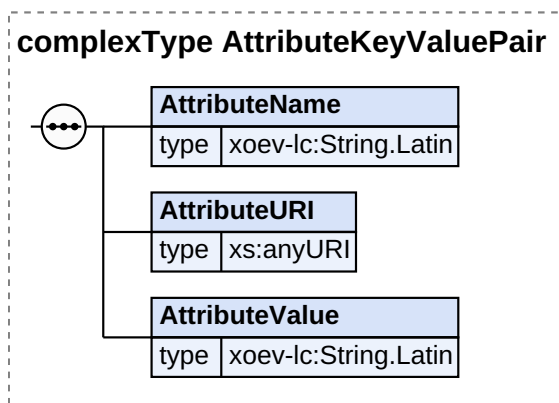 complexType AttributeKeyValuePair
AttributeName
type xoev-lc:String.Latin
AttributeURI
type xs:anyURI
AttributeValue
type xoev-lc:String.Latin